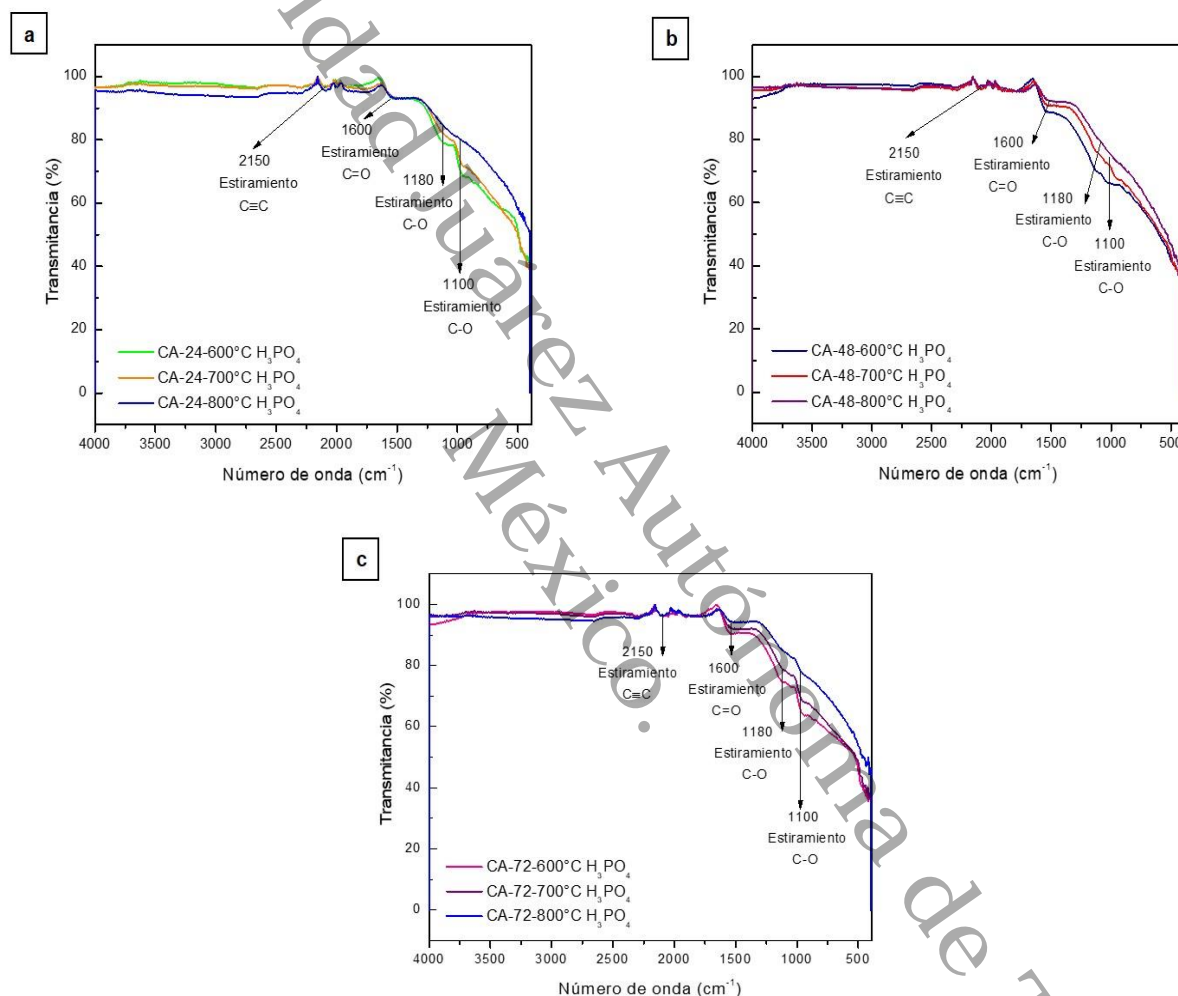 a
100
80
60
40
20
0
Transmitancia (%)
2150
Estiramiento
C≡C
1600
Estiramiento
C=O
1180
Estiramiento
C-O
1100
Estiramiento
C-O
CA-24-600°C H₃PO₄
CA-24-700°C H₃PO₄
CA-24-800°C H₃PO₄
4000 3500 3000 2500 2000 1500 1000 500
Número de onda (cm⁻¹)
b
100
80
60
40
20
0
Transmitancia (%)
2150
Estiramiento
C≡C
1600
Estiramiento
C=O
1180
Estiramiento
C-O
1100
Estiramiento
C-O
CA-48-600°C H₃PO₄
CA-48-700°C H₃PO₄
CA-48-800°C H₃PO₄
4000 3500 3000 2500 2000 1500 1000 500
Número de onda (cm⁻¹)
c
100
80
60
40
20
0
Transmitancia (%)
2150
Estiramiento
C≡C
1600
Estiramiento
C=O
1180
Estiramiento
C-O
1100
Estiramiento
C-O
CA-72-600°C H₃PO₄
CA-72-700°C H₃PO₄
CA-72-800°C H₃PO₄
4000 3500 3000 2500 2000 1500 1000 500
Número de onda (cm⁻¹)
Juárez Autónoma de
México.